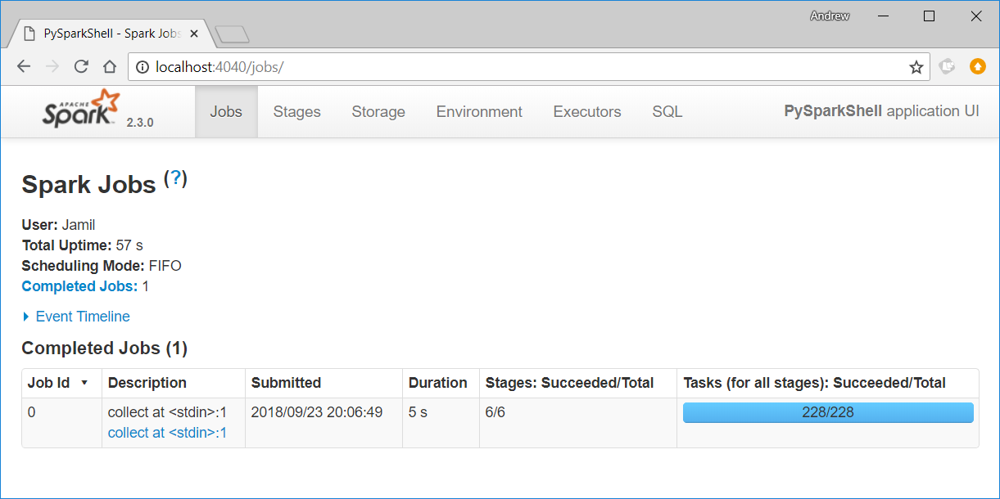 Andrew
PySparkShell - Spark Jobs
localhost:4040/jobs/
APACHE
Spark™ 2.3.0
Jobs Stages Storage Environment Executors SQL PySparkShell application UI
Spark Jobs (?)
User: Jamil
Total Uptime: 57 s
Scheduling Mode: FIFO
Completed Jobs: 1
Event Timeline
Completed Jobs (1)
Job Id ▾ Description Submitted Duration Stages: Succeeded/Total Tasks (for all stages): Succeeded/Total
0 collect at <stdin>:1 2018/09/23 20:06:49 5 s 6/6 228/228
collect at <stdin>:1